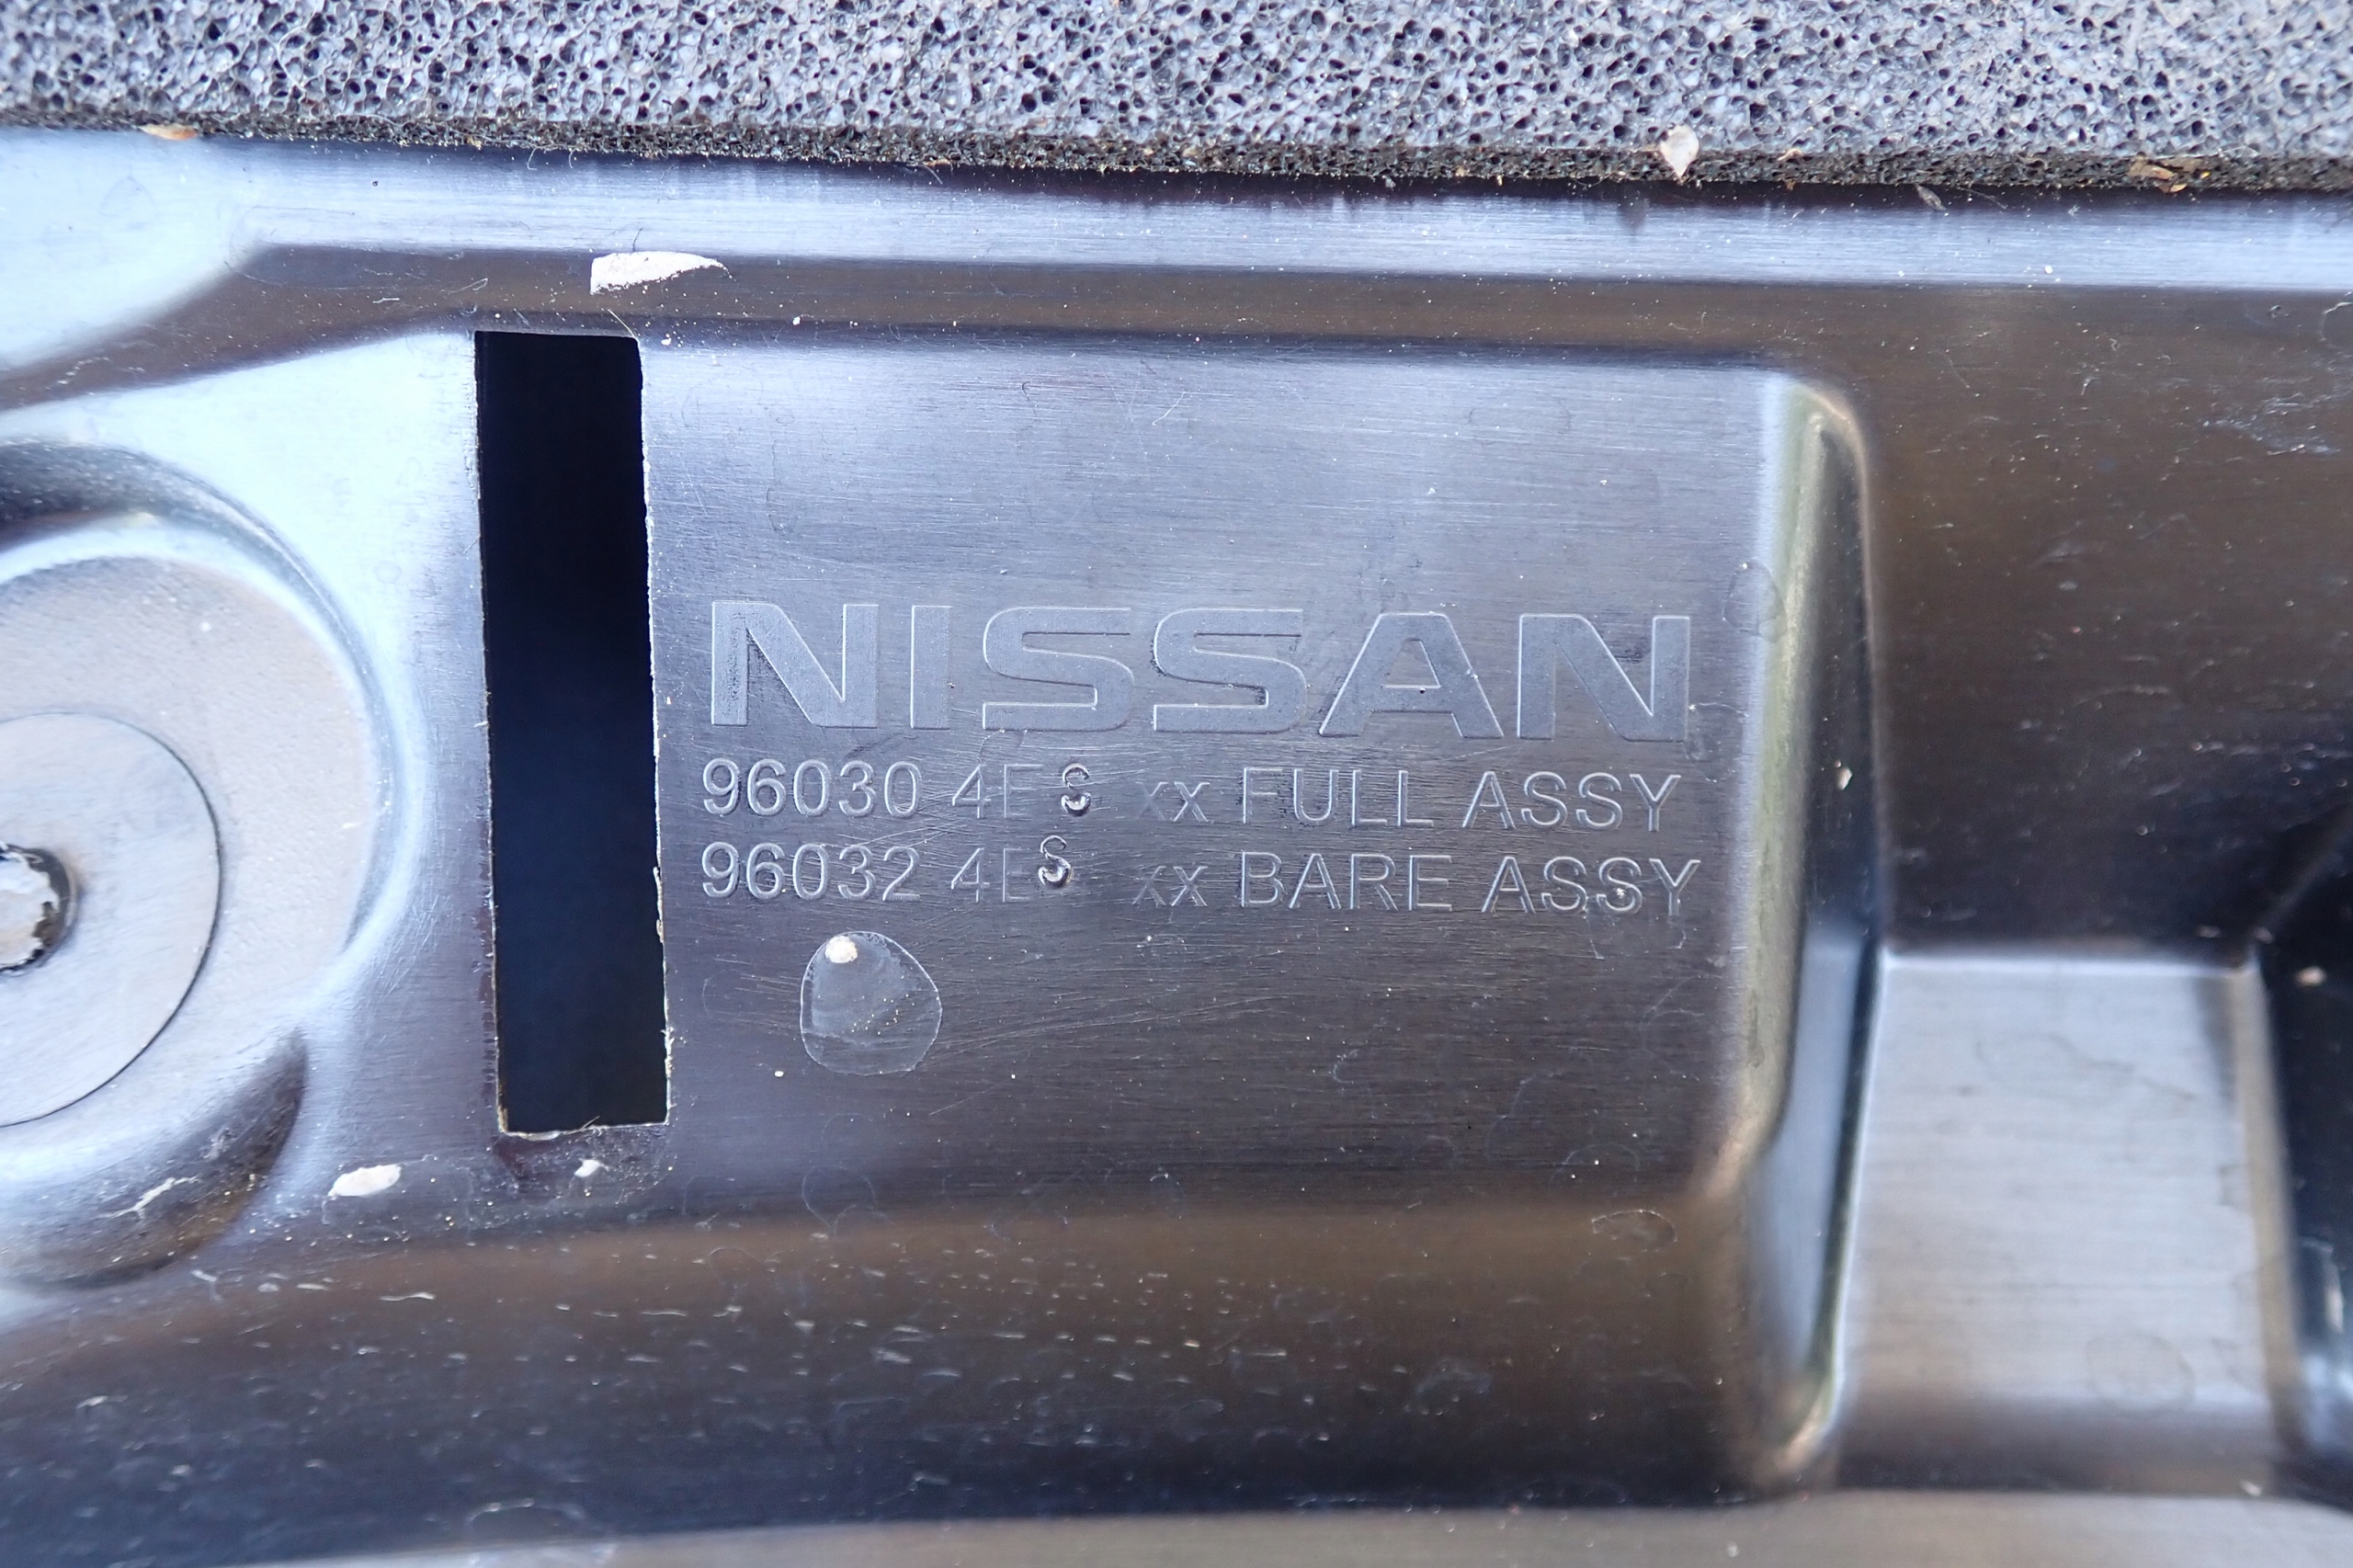 NISSAN
96030 4ES xx FULL ASSY
96032 4ES xx BARE ASSY